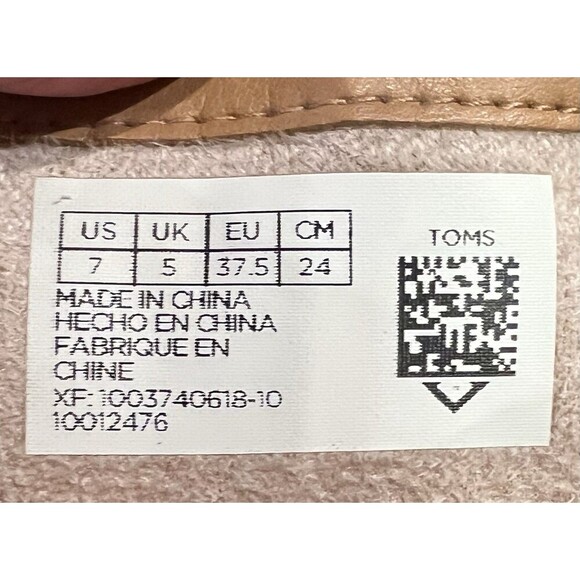 US UK EU CM
7 5 37.5 24
MADE IN CHINA
HECHO EN CHINA
FABRIQUE EN
CHINE
XF: 1003740618-10
10012476
TOMS